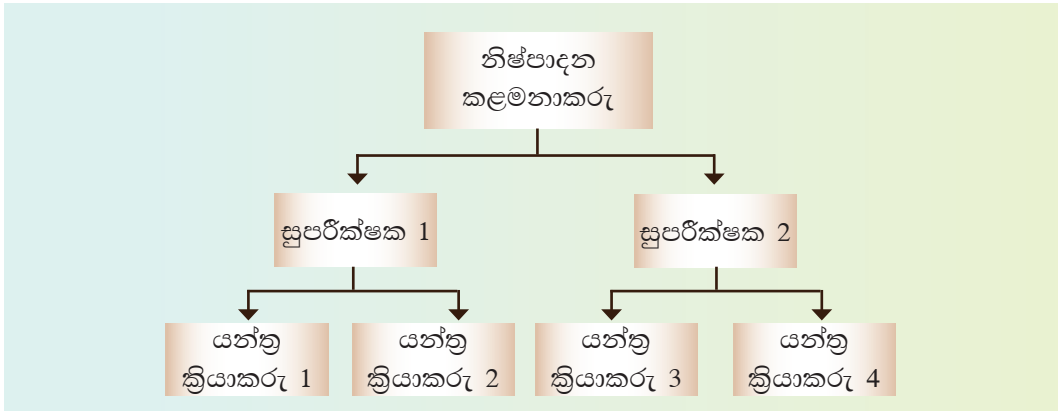 නිෂ්පාදන
කළමනාකරු
සුපරීක්ෂක 1
සුපරීක්ෂක 2
යන්ත්‍ර
ක්‍රියාකරු 1
යන්ත්‍ර
ක්‍රියාකරු 2
යන්ත්‍ර
ක්‍රියාකරු 3
යන්ත්‍ර
ක්‍රියාකරු 4